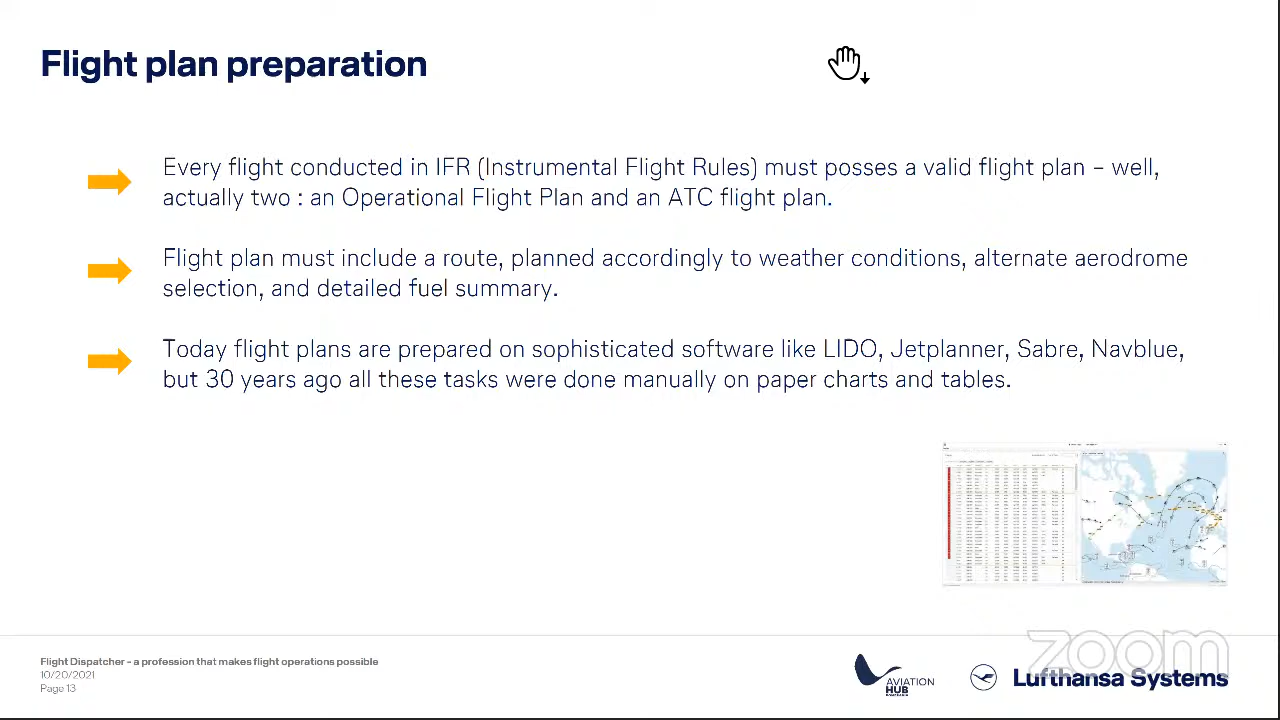 Flight plan preparation
Every flight conducted in IFR (Instrumental Flight Rules) must posses a valid flight plan – well,
actually two : an Operational Flight Plan and an ATC flight plan.
Flight plan must include a route, planned accordingly to weather conditions, alternate aerodrome
selection, and detailed fuel summary.
Today flight plans are prepared on sophisticated software like LIDO, Jetplanner, Sabre, Navblue,
but 30 years ago all these tasks were done manually on paper charts and tables.
zoom
Flight Dispatcher - a profession that makes flight operations possible
10/20/2021
Page 13
AVIATION
HUB
Lufthansa Systems